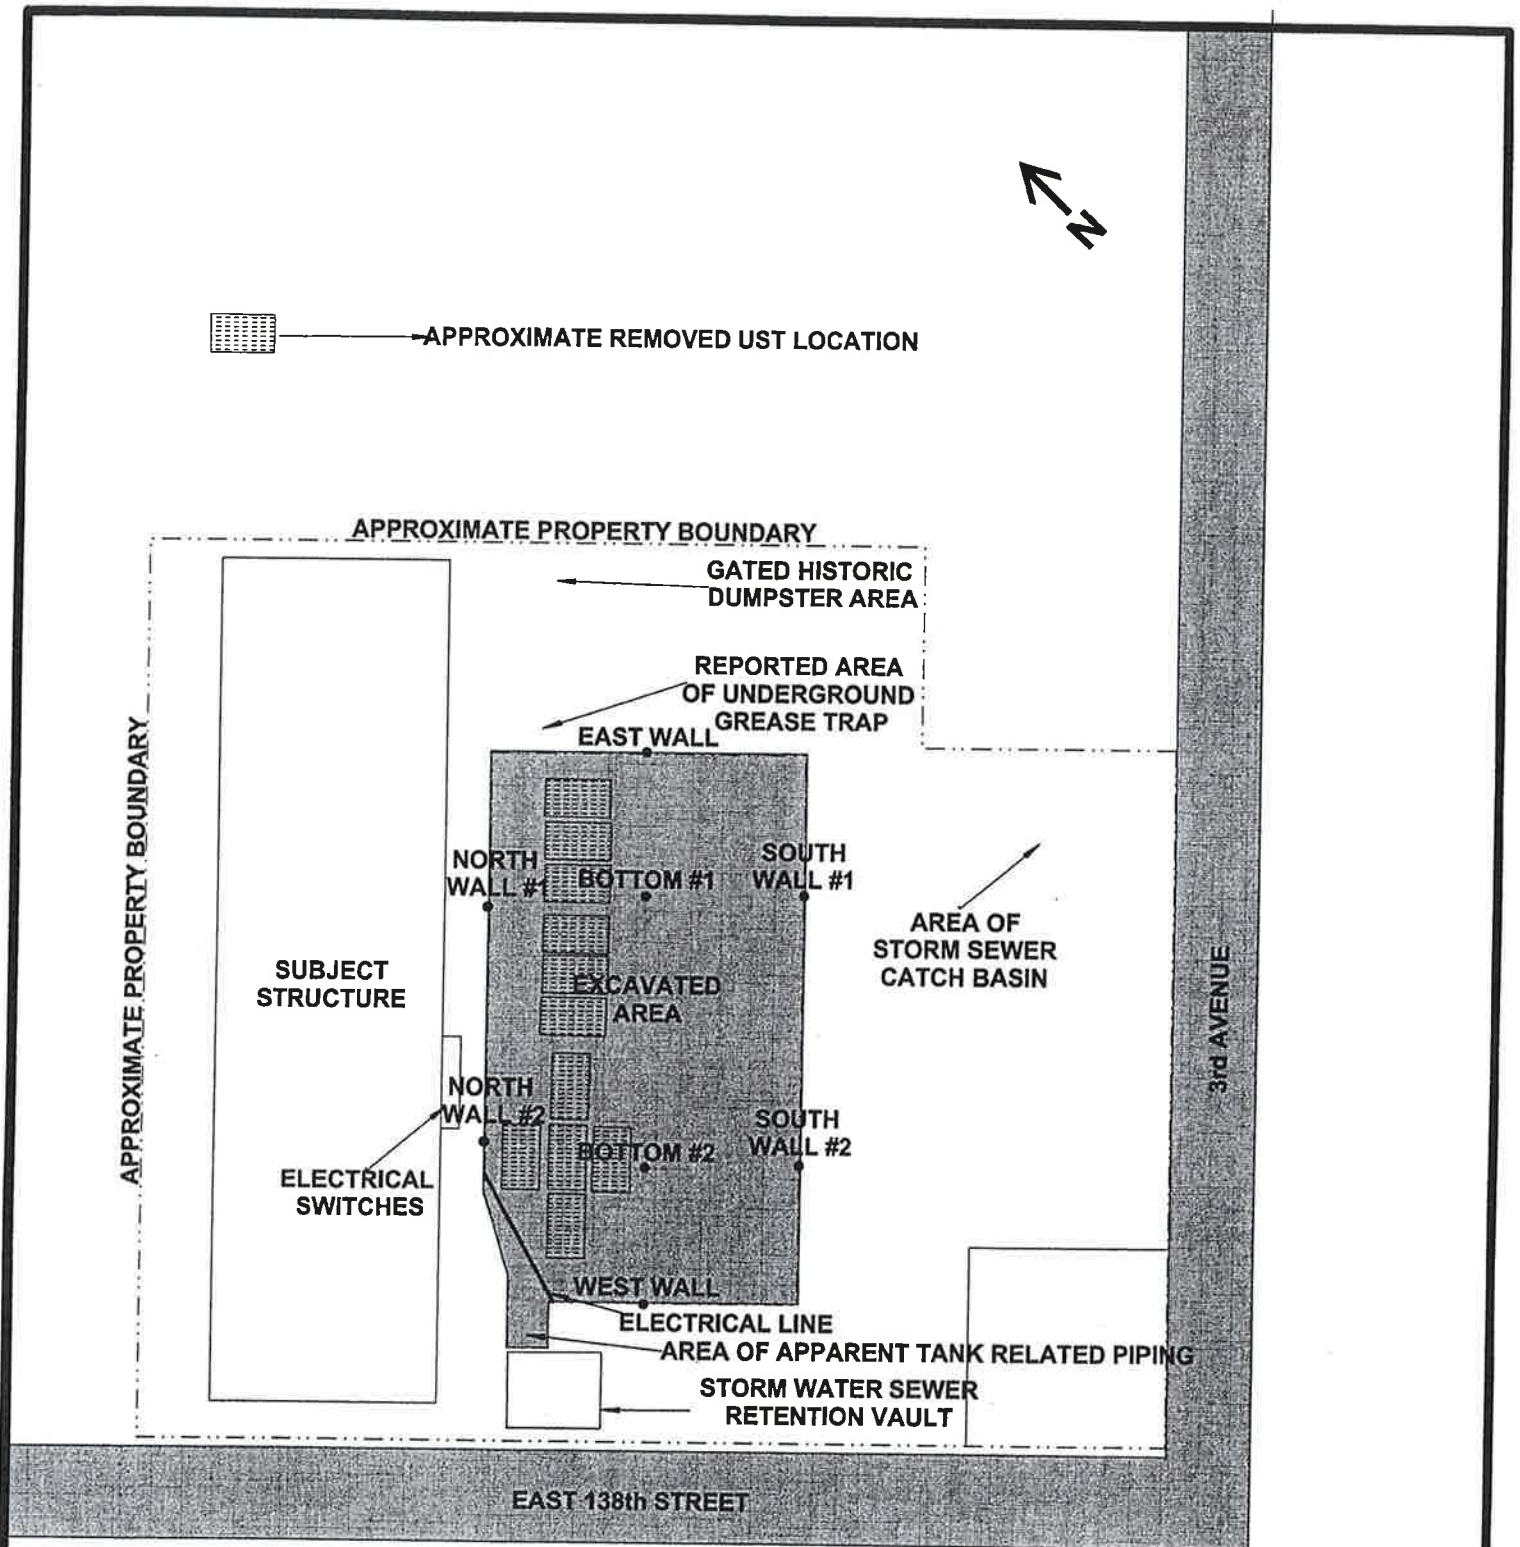 N
APPROXIMATE REMOVED UST LOCATION
APPROXIMATE PROPERTY BOUNDARY
GATED HISTORIC
DUMPSTER AREA
REPORTED AREA
OF UNDERGROUND
GREASE TRAP
EAST WALL
APPROXIMATE PROPERTY BOUNDARY
NORTH
WALL #1
BOTTOM #1
SOUTH
WALL #1
AREA OF
STORM SEWER
CATCH BASIN
SUBJECT
STRUCTURE
EXCAVATED
AREA
3rd AVENUE
NORTH
WALL #2
BOTTOM #2
SOUTH
WALL #2
ELECTRICAL
SWITCHES
WEST WALL
ELECTRICAL LINE
AREA OF APPARENT TANK RELATED PIPING
STORM WATER SEWER
RETENTION VAULT
EAST 138th STREET